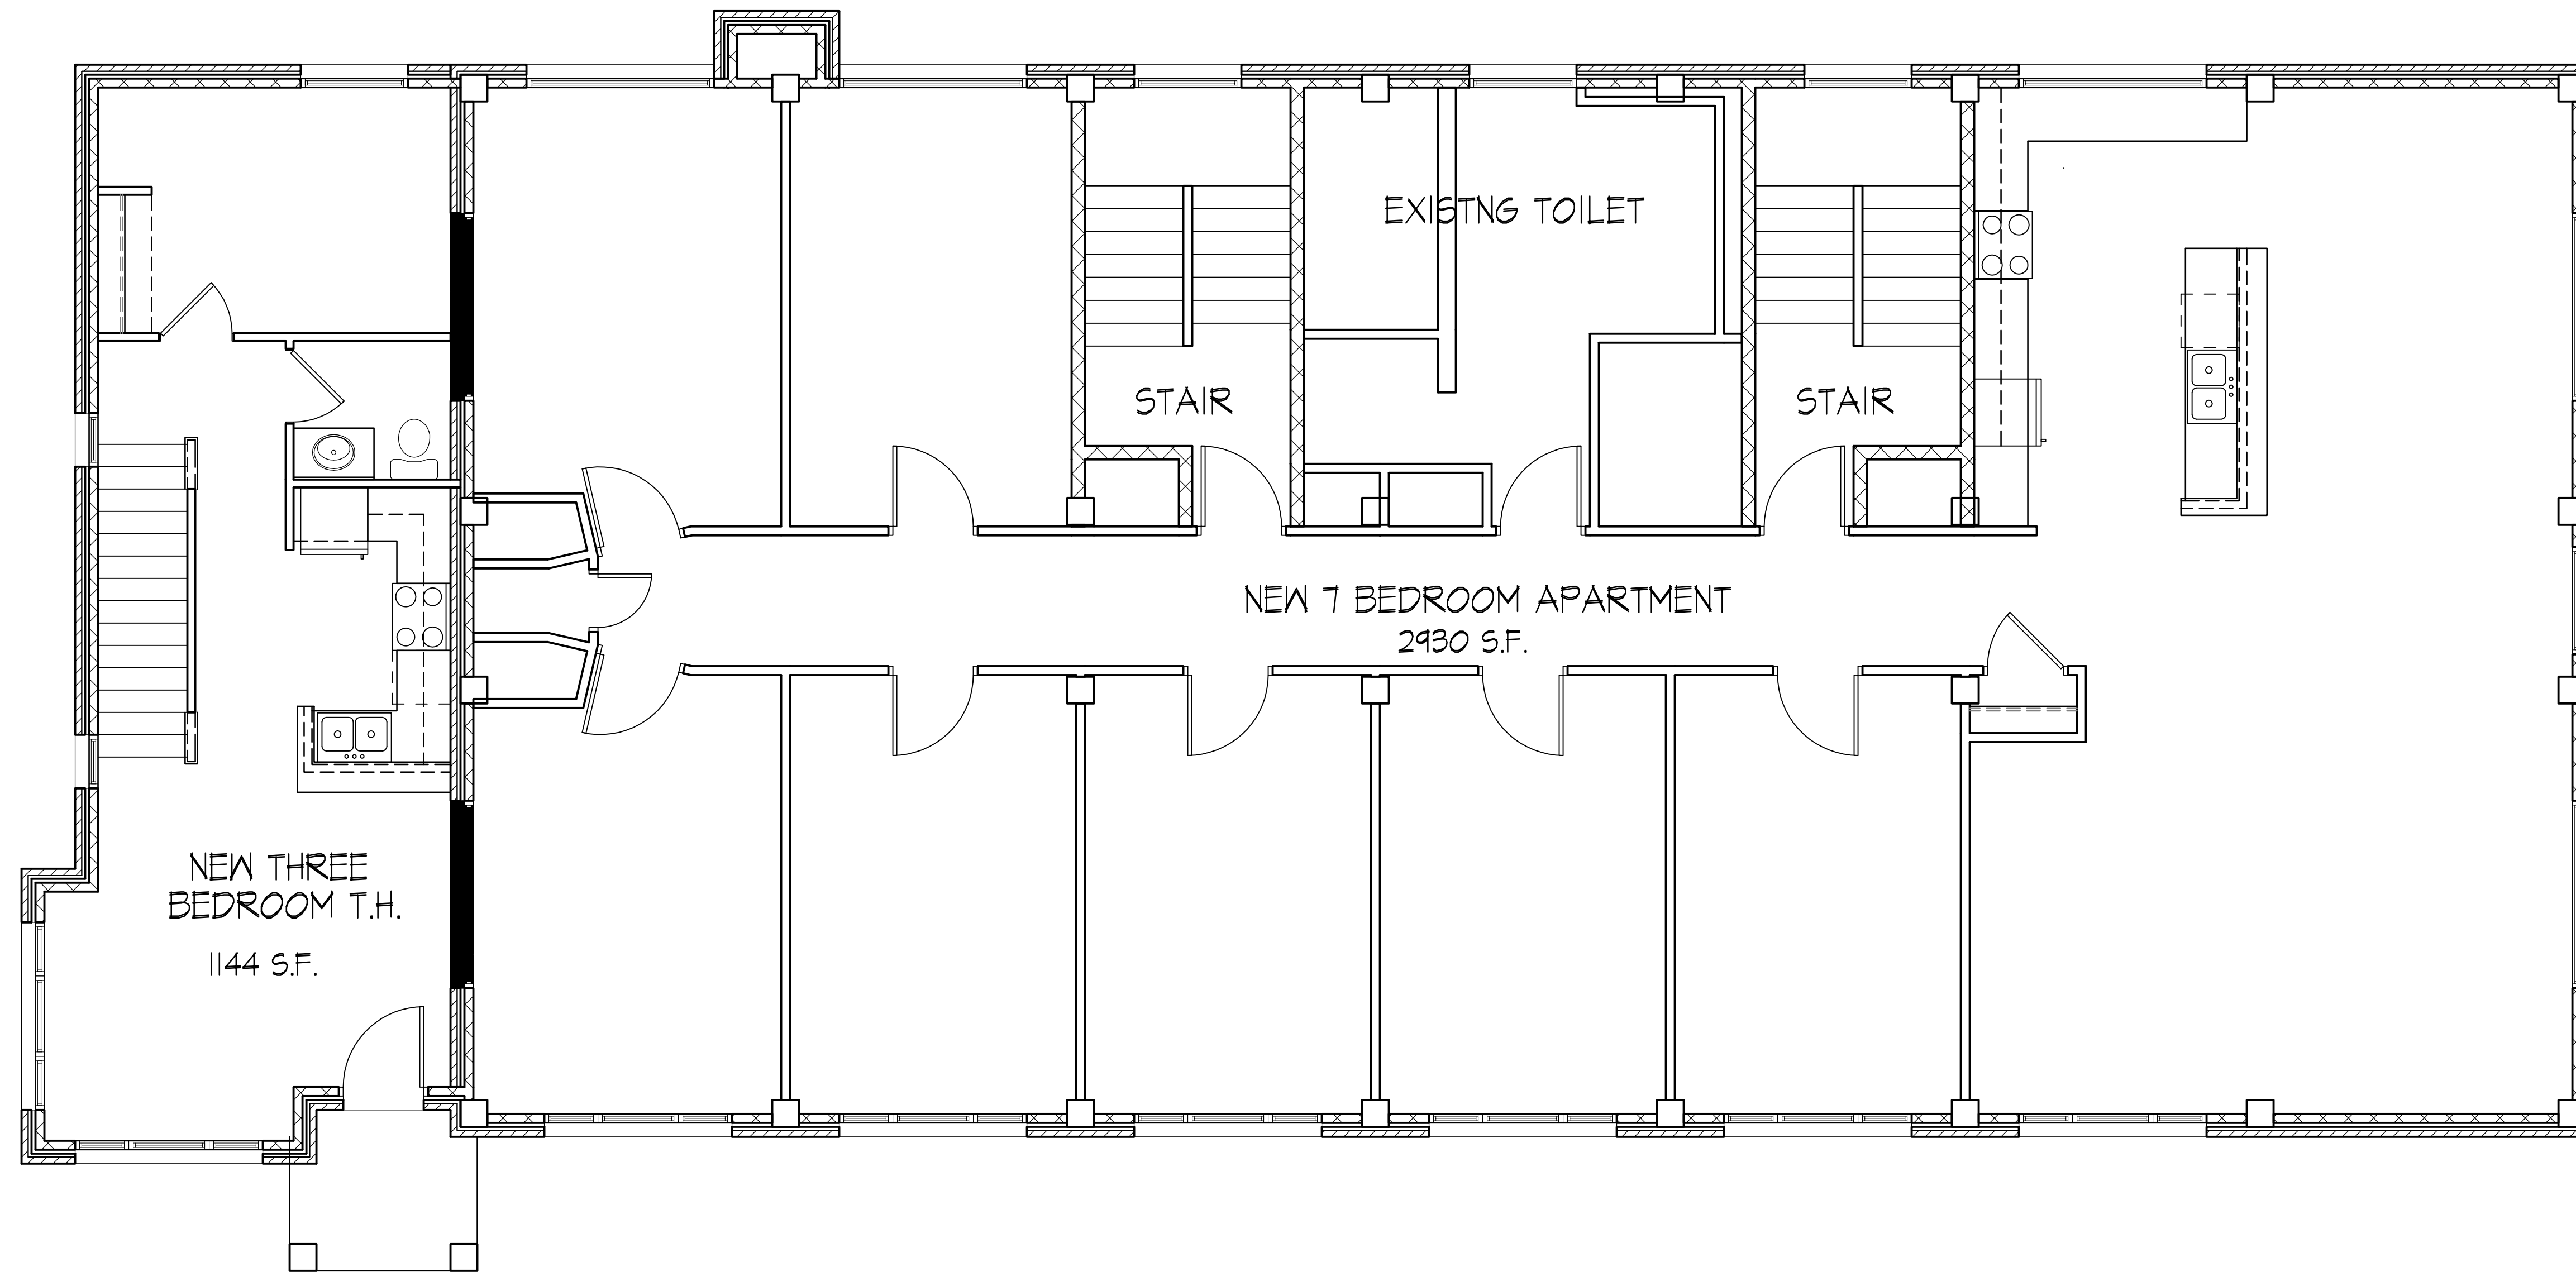 EXISTNG TOILET
STAIR
STAIR
NEW 7 BEDROOM APARTMENT
2930 S.F.
NEW THREE
BEDROOM T.H.
1144 S.F.